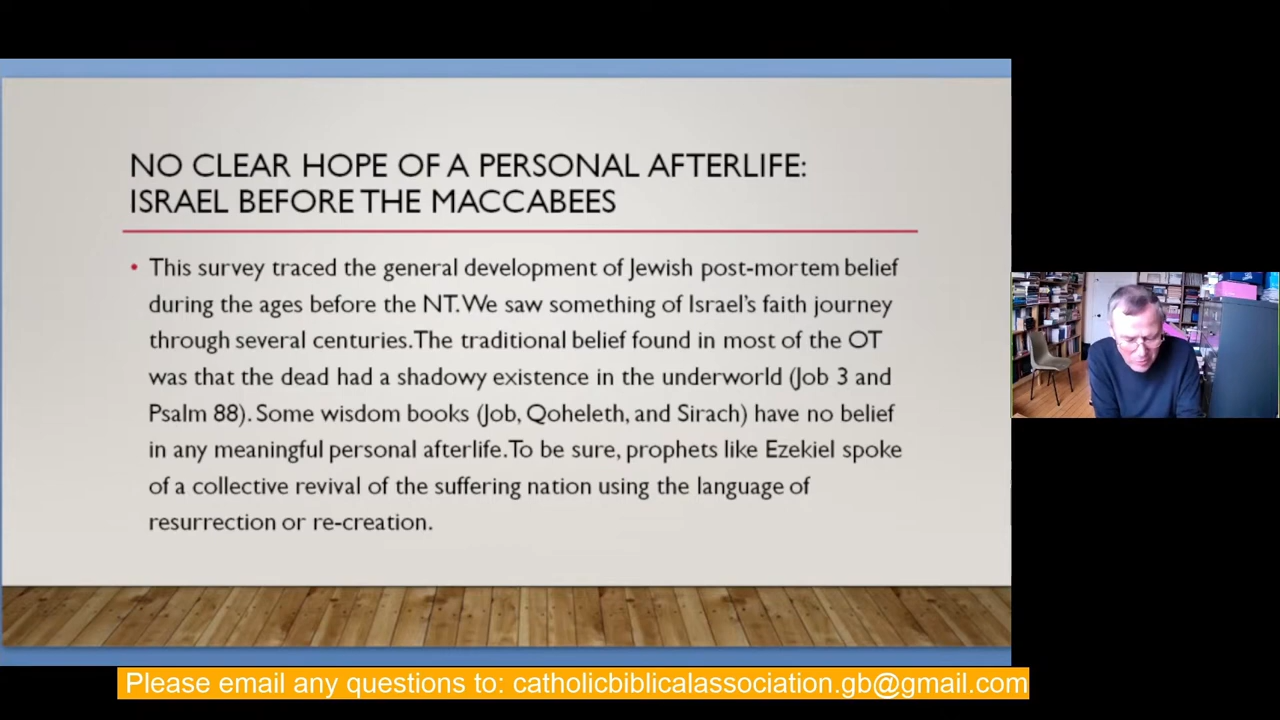 NO CLEAR HOPE OF A PERSONAL AFTERLIFE:
ISRAEL BEFORE THE MACCABEES
• This survey traced the general development of Jewish post-mortem belief
during the ages before the NT. We saw something of Israel's faith journey
through several centuries. The traditional belief found in most of the OT
was that the dead had a shadowy existence in the underworld (Job 3 and
Psalm 88). Some wisdom books (Job, Qoheleth, and Sirach) have no belief
in any meaningful personal afterlife. To be sure, prophets like Ezekiel spoke
of a collective revival of the suffering nation using the language of
resurrection or re-creation.
Please email any questions to: catholicbiblicalassociation.gb@gmail.com